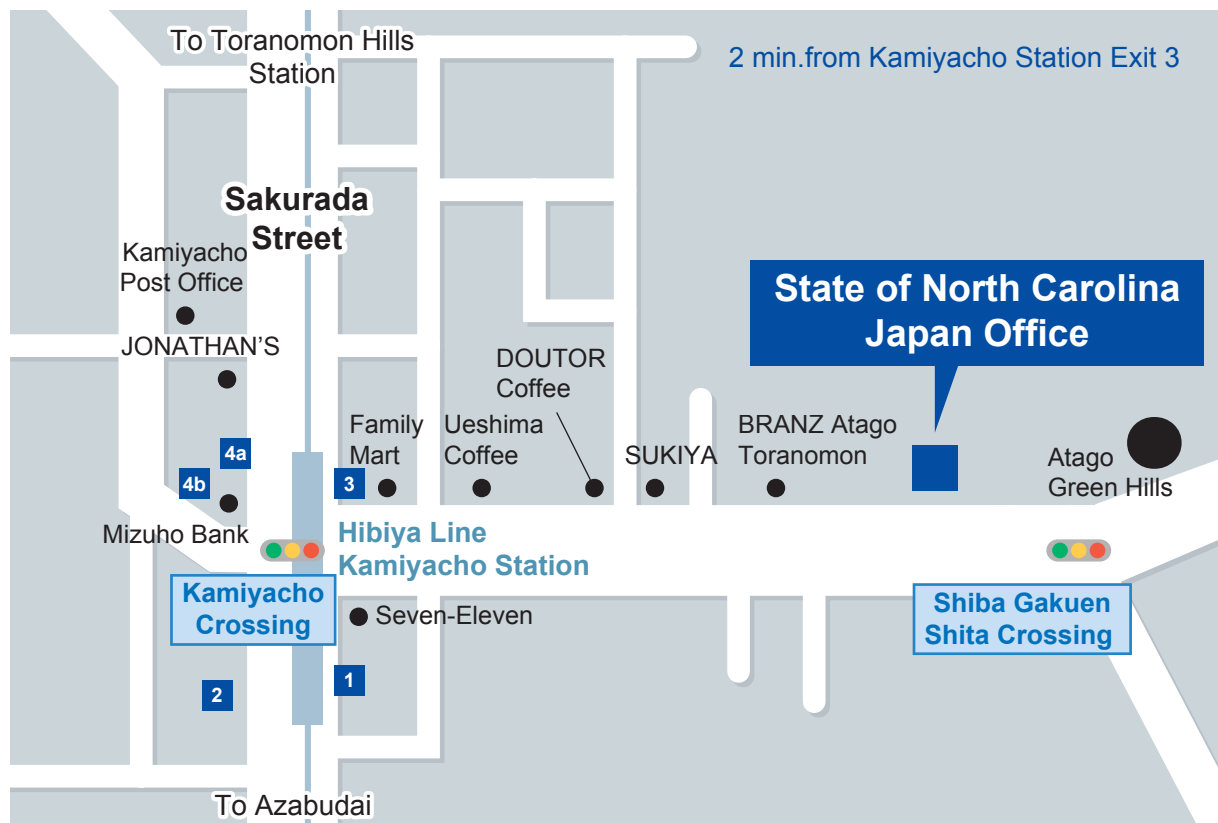 To Toranomon Hills
Station
2 min.from Kamiyacho Station Exit 3
Sakurada
Street
Kamiyacho
Post Office
JONATHAN'S
State of North Carolina
Japan Office
DOUTOR
Coffee
Family
Mart
Ueshima
Coffee
SUKIYA
BRANZ Atago
Toranomon
Atago
Green Hills
4a
4b
3
Mizuho Bank
Hibiya Line
Kamiyacho Station
Kamiyacho
Crossing
Seven-Eleven
Shiba Gakuen
Shita Crossing
2
1
To Azabudai